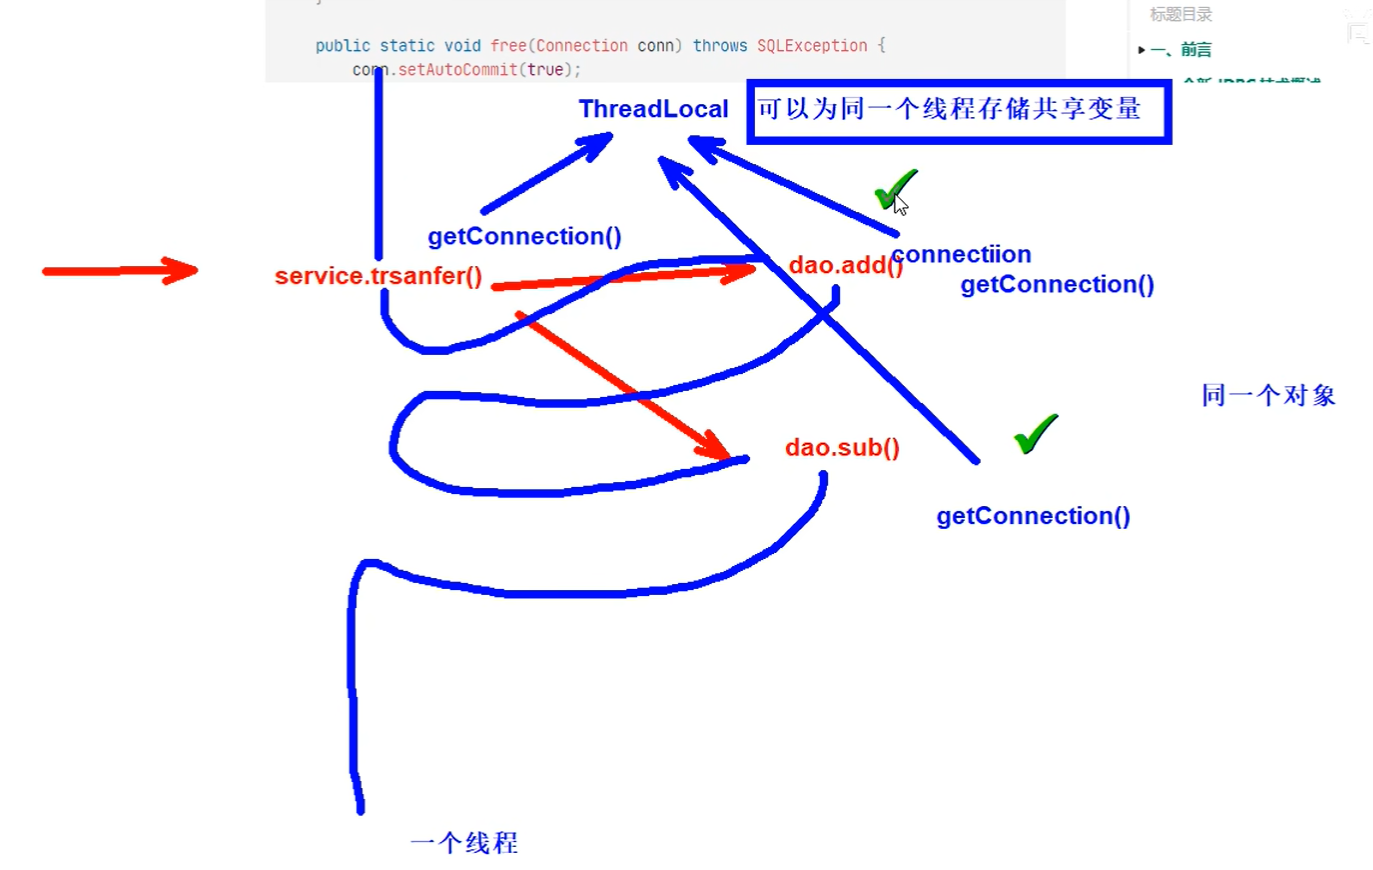 }
标题目录
public static void free(Connection conn) throws SQLException {
一、前言
conn.setAutoCommit(true);
ThreadLocal
可以为同一个线程存储共享变量
getConnection()
connectiion
service.trsanfer()
dao.add()
getConnection()
同一个对象
dao.sub()
getConnection()
一个线程